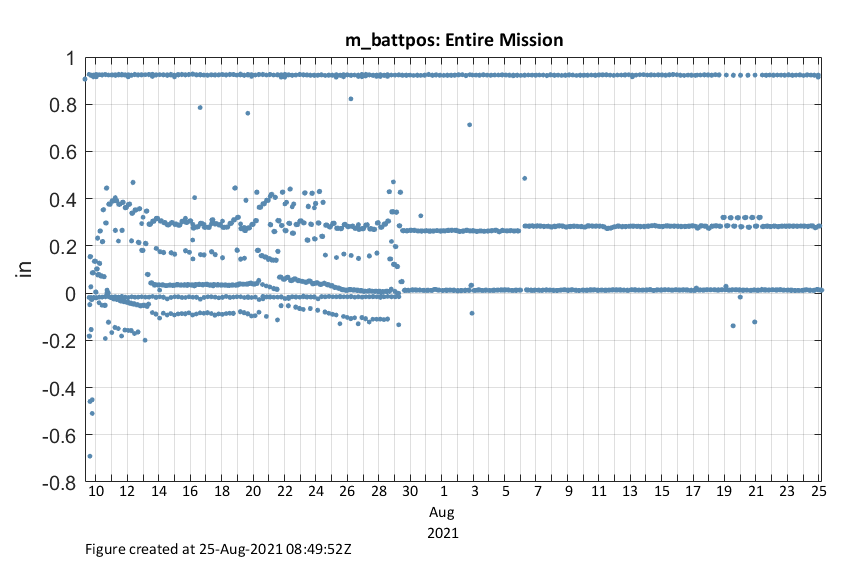 m_battpos: Entire Mission
1
0.8
0.6
0.4
0.2
0
-0.2
-0.4
-0.6
-0.8
in
10 12 14 16 18 20 22 24 26 28 30 1 3 5 7 9 11 13 15 17 19 21 23 25
Aug
2021
Figure created at 25-Aug-2021 08:49:52Z